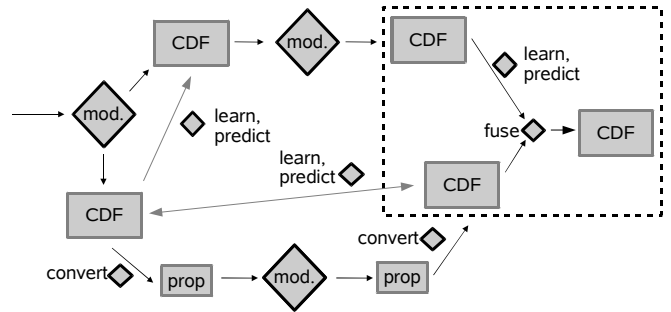 CDF
mod.
CDF
learn,
predict
mod.
learn,
predict
fuse
CDF
learn,
predict
CDF
CDF
convert
convert
prop
mod.
prop